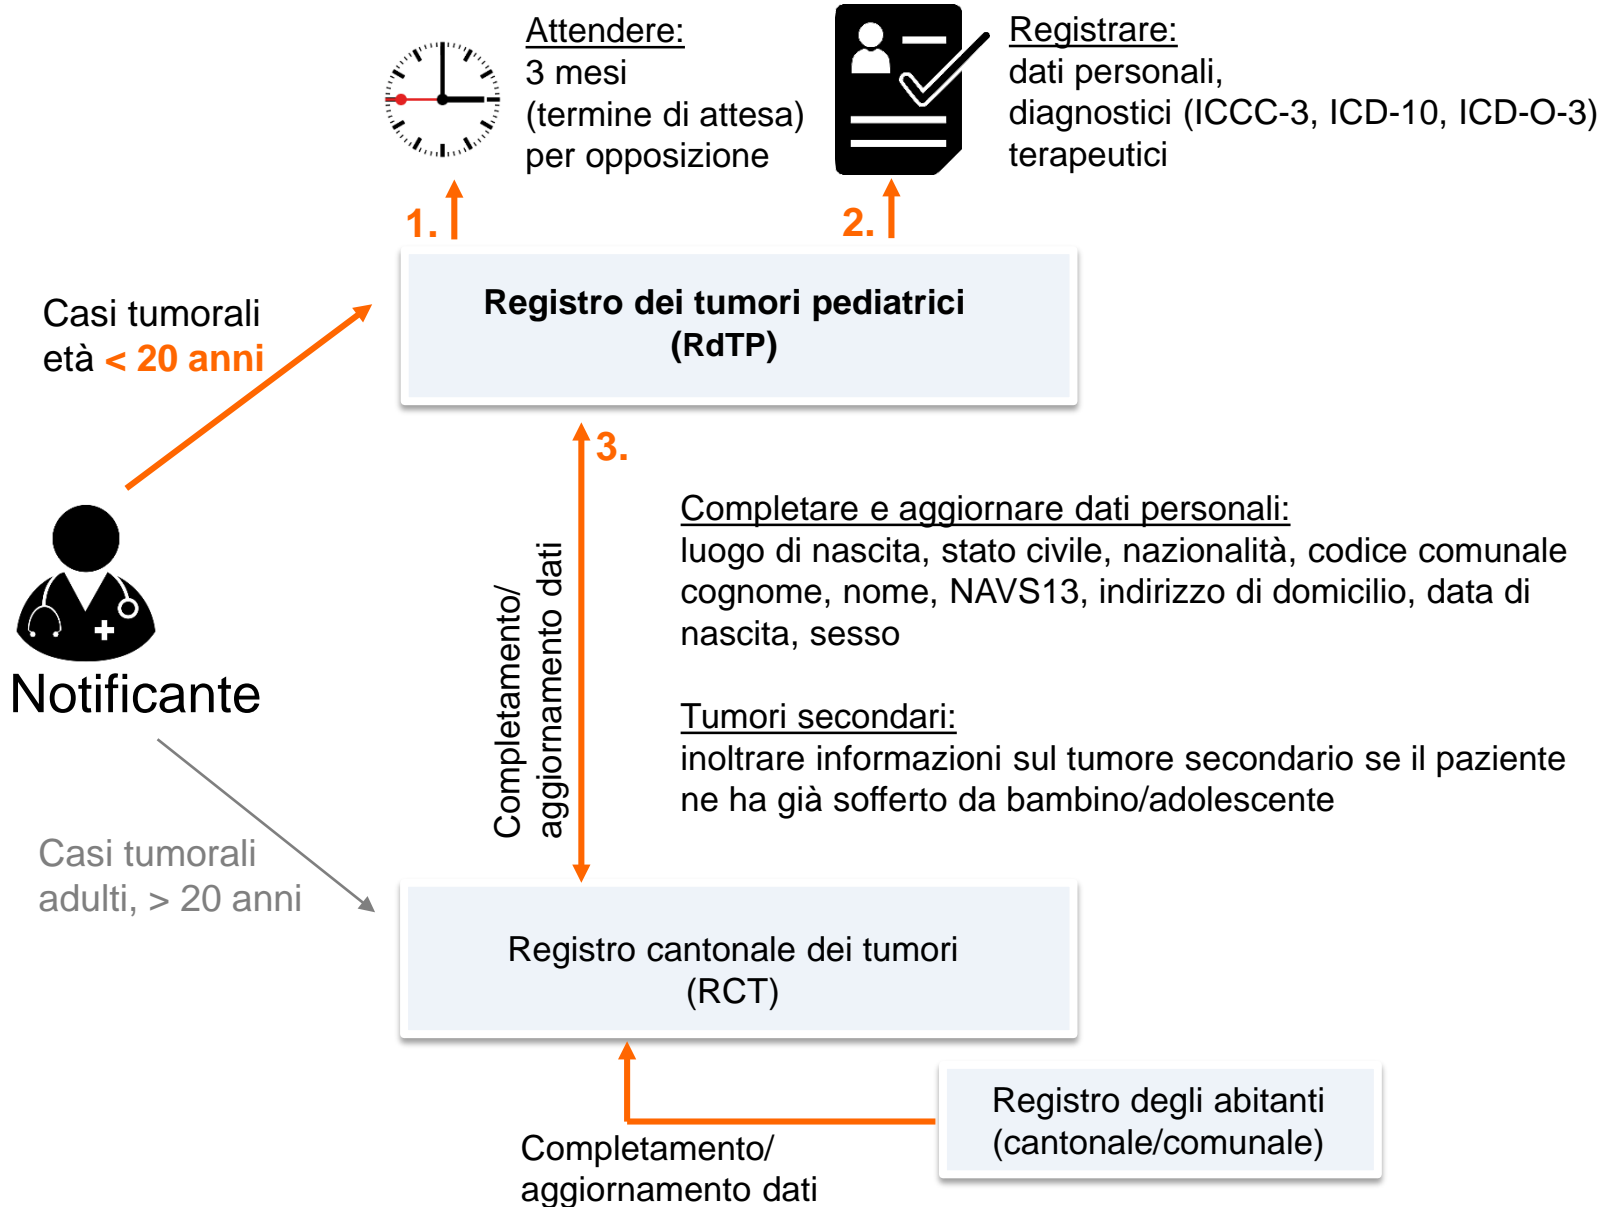 Attendere:
3 mesi
(termine di attesa)
per opposizione
Registrare:
dati personali,
diagnostici (ICCC-3, ICD-10, ICD-O-3)
terapeutici
1.
2.
Registro dei tumori pediatrici
(RdTP)
Casi tumorali
età < 20 anni
3.
Completare e aggiornare dati personali:
luogo di nascita, stato civile, nazionalità, codice comunale
cognome, nome, NAVS13, indirizzo di domicilio, data di
nascita, sesso
Completamento/
aggiornamento dati
Notificante
Tumori secondari:
inoltrare informazioni sul tumore secondario se il paziente
ne ha già sofferto da bambino/adolescente
Casi tumorali
adulti, > 20 anni
Registro cantonale dei tumori
(RCT)
Registro degli abitanti
(cantonale/comunale)
Completamento/
aggiornamento dati